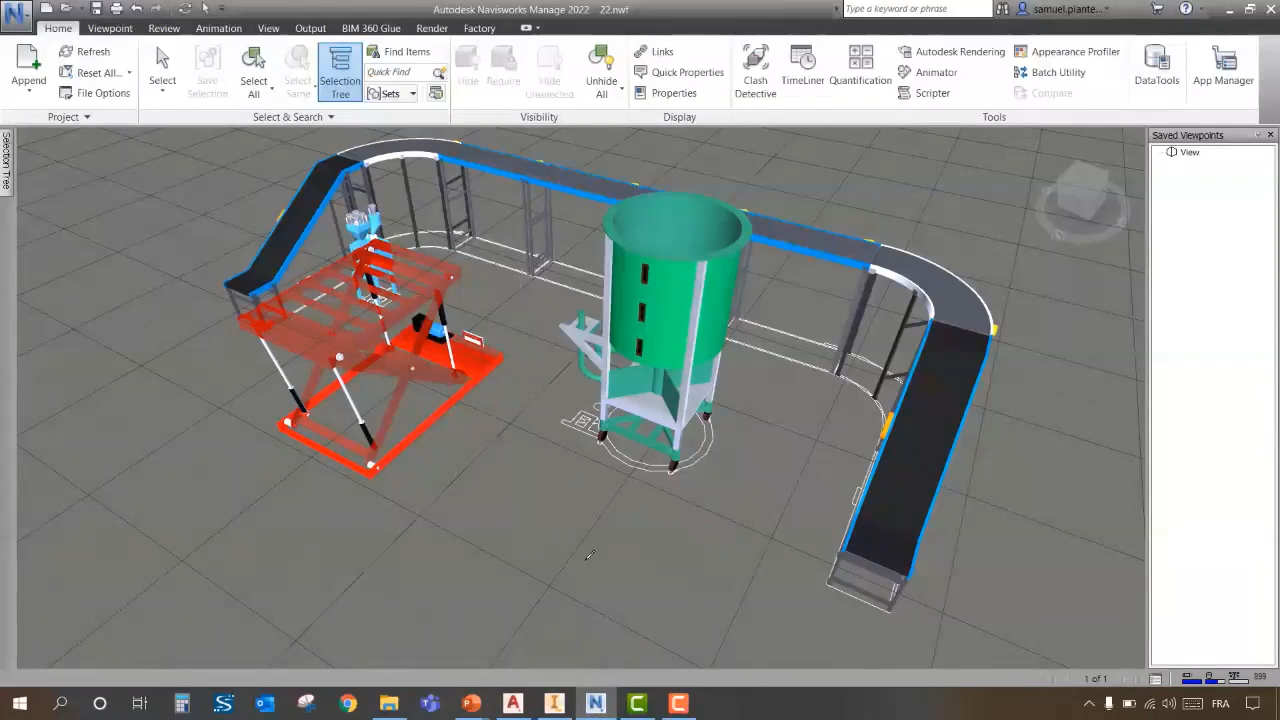 Autodesk Navisworks Manage 2022 22.nwf
Type a keyword or phrase
samuel.plante...
Home Viewpoint Review Animation View Output BIM 360 Glue Render Factory
Append
Refresh
Reset All...
File Options
Project
Select
Save Selection
Select All
Select Same
Selection Tree
Find Items
Quick Find
Sets
Select & Search
Hide
Require
Hide Unselected
Unhide All
Visibility
Links
Quick Properties
Properties
Display
Clash Detective
TimeLiner
Quantification
Autodesk Rendering
Animator
Scripter
Appearance Profiler
Batch Utility
Compare
DataTools
App Manager
Tools
Selection Tree
Saved Viewpoints
View
1 of 1
899
FRA